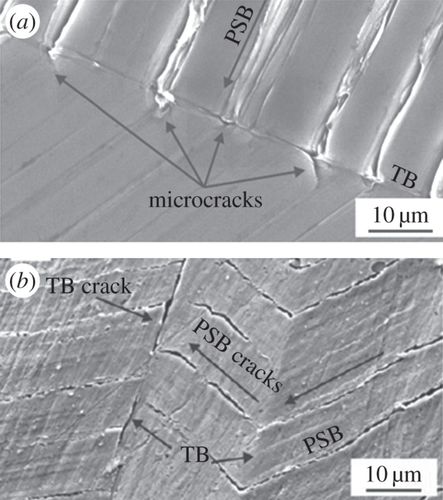 (a)
PSB
microcracks
TB
10 μm
(b)
TB crack
PSB cracks
PSB
TB
10 μm